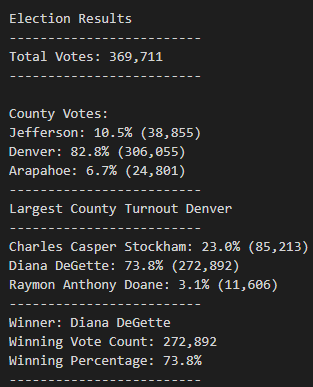 Election Results
-------------------------
Total Votes: 369,711
-------------------------
County Votes:
Jefferson: 10.5% (38,855)
Denver: 82.8% (306,055)
Arapahoe: 6.7% (24,801)
-------------------------
Largest County Turnout Denver
-------------------------
Charles Casper Stockham: 23.0% (85,213)
Diana DeGette: 73.8% (272,892)
Raymon Anthony Doane: 3.1% (11,606)
-------------------------
Winner: Diana DeGette
Winning Vote Count: 272,892
Winning Percentage: 73.8%
-------------------------